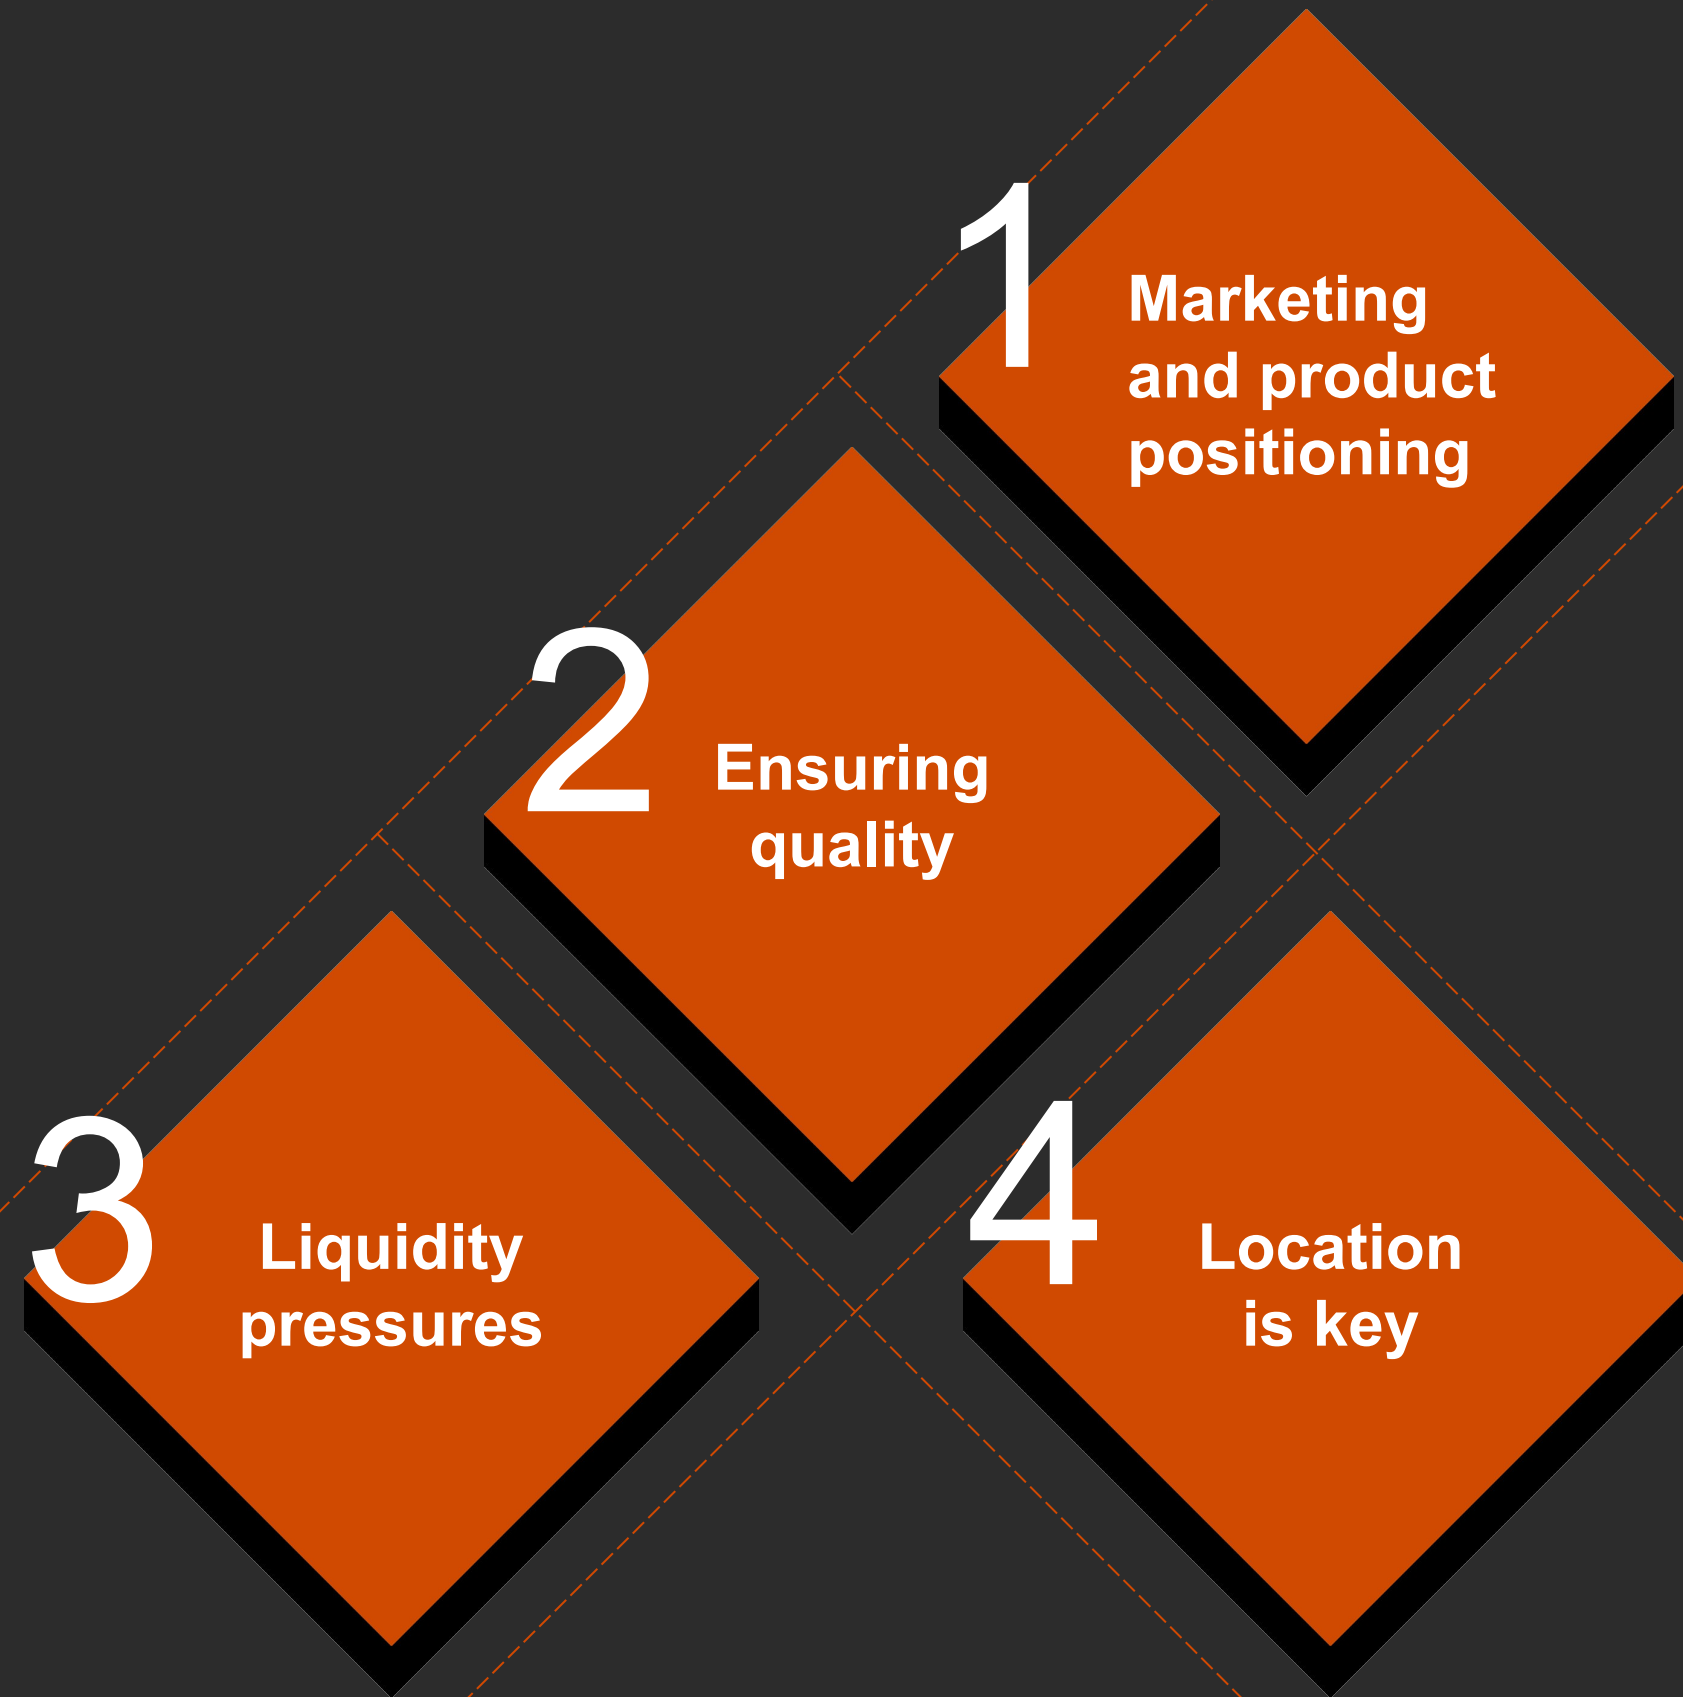 1
Marketing
and product
positioning
2
Ensuring
quality
3
Liquidity
pressures
4
Location
is key